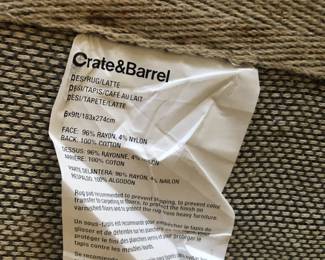 Crate&Barrel
DESI/RUG/LATTE
DESI/TAPIS/CAFÉ AU LAIT
DESI/TAPETE/LATTE
6x9ft/183x274cm
FACE: 96% RAYON, 4% NYLON
BACK: 100% COTTON
DESSUS: 96% RAYONNE, 4% NYLON
ARRIÈRE: 100% COTON
PARTE DELANTERA: 96% RAYON, 4% NAILON
RESPALDO: 100% ALGODÓN
Rug pad recommended to prevent slipping, to prevent color
transfer to carpeting or floors, to protect the finish on
varnished floors and to protect the rug from heavy furniture.
Un sous-tapis est recommandé pour empêcher le tapis de
glisser et de déteindre sur les planchers
protéger le fini des planchers vernis et pour protéger le
tapis contre les meubles lourds.
Se recomienda